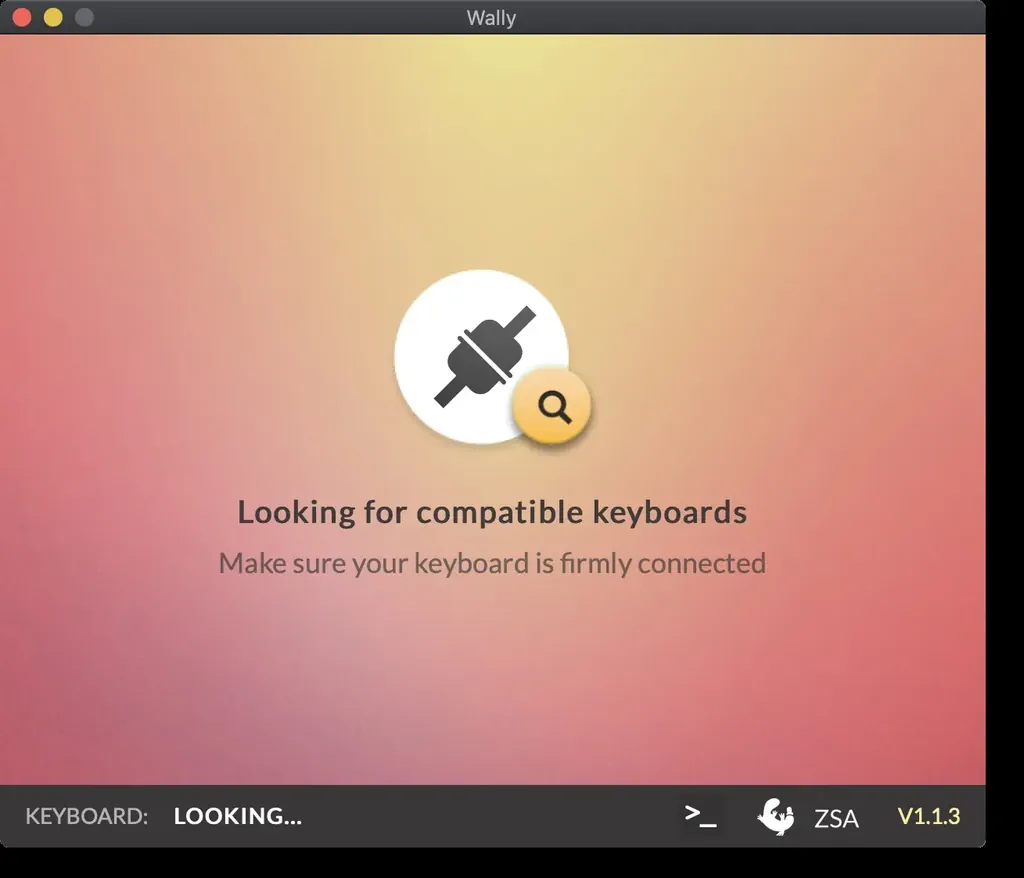 Wally
Looking for compatible keyboards
Make sure your keyboard is firmly connected
KEYBOARD: LOOKING... >_ ZSA V1.1.3